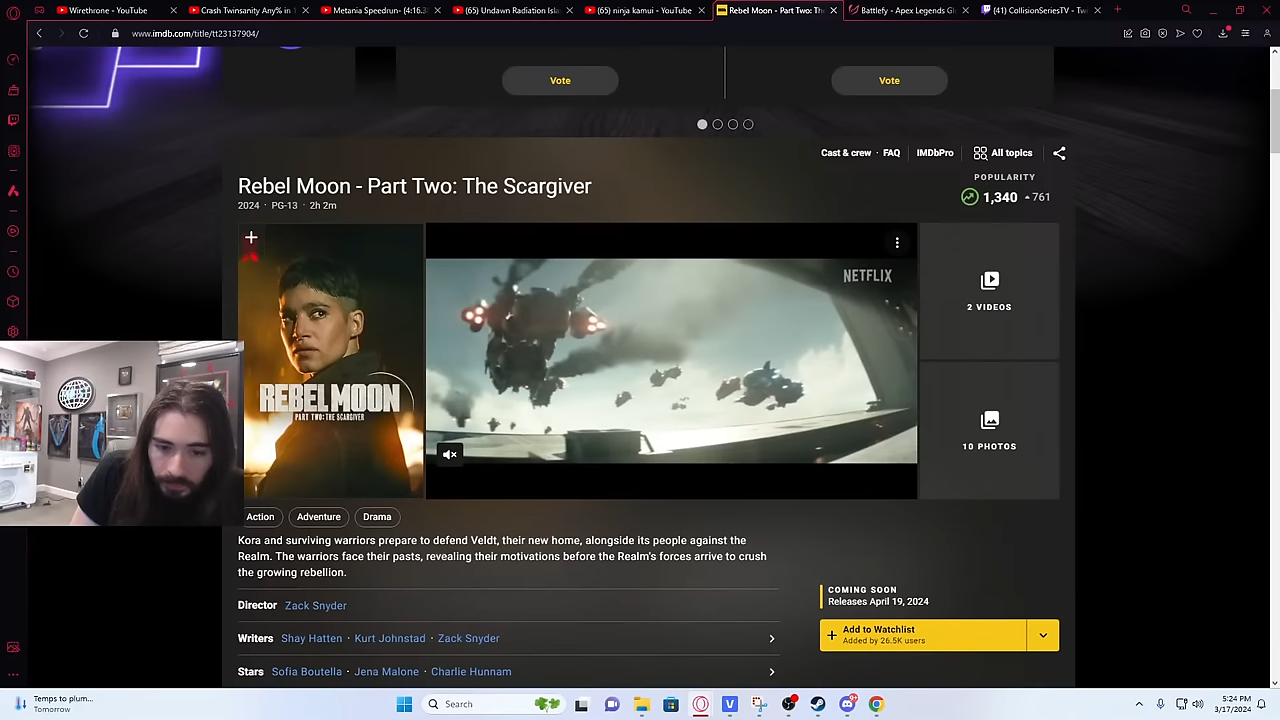 Wirethrone - YouTube
Crash Twinsanity Any% in 1
Metania Speedrun- (4:16.3
(65) Undawn Radiation Isla
(65) ninja kamui - YouTube
Rebel Moon - Part Two: The
Battlefy - Apex Legends Gl
(41) CollisionSeriesTV - Tw
www.imdb.com/title/tt23137904/
Vote
Vote
Cast & crew · FAQ
IMDbPro
All topics
Rebel Moon - Part Two: The Scargiver
2024 · PG-13 · 2h 2m
POPULARITY
1,340
761
NETFLIX
REBEL MOON
PART TWO: THE SCARGIVER
2 VIDEOS
10 PHOTOS
Action
Adventure
Drama
Kora and surviving warriors prepare to defend Veldt, their new home, alongside its people against the
Realm. The warriors face their pasts, revealing their motivations before the Realm's forces arrive to crush
the growing rebellion.
Director Zack Snyder
Writers Shay Hatten · Kurt Johnstad · Zack Snyder
Stars Sofia Boutella · Jena Malone · Charlie Hunnam
COMING SOON
Releases April 19, 2024
Add to Watchlist
Added by 26.5K users
Temps to plum...
Tomorrow
Search
5:24 PM
3/17/2024